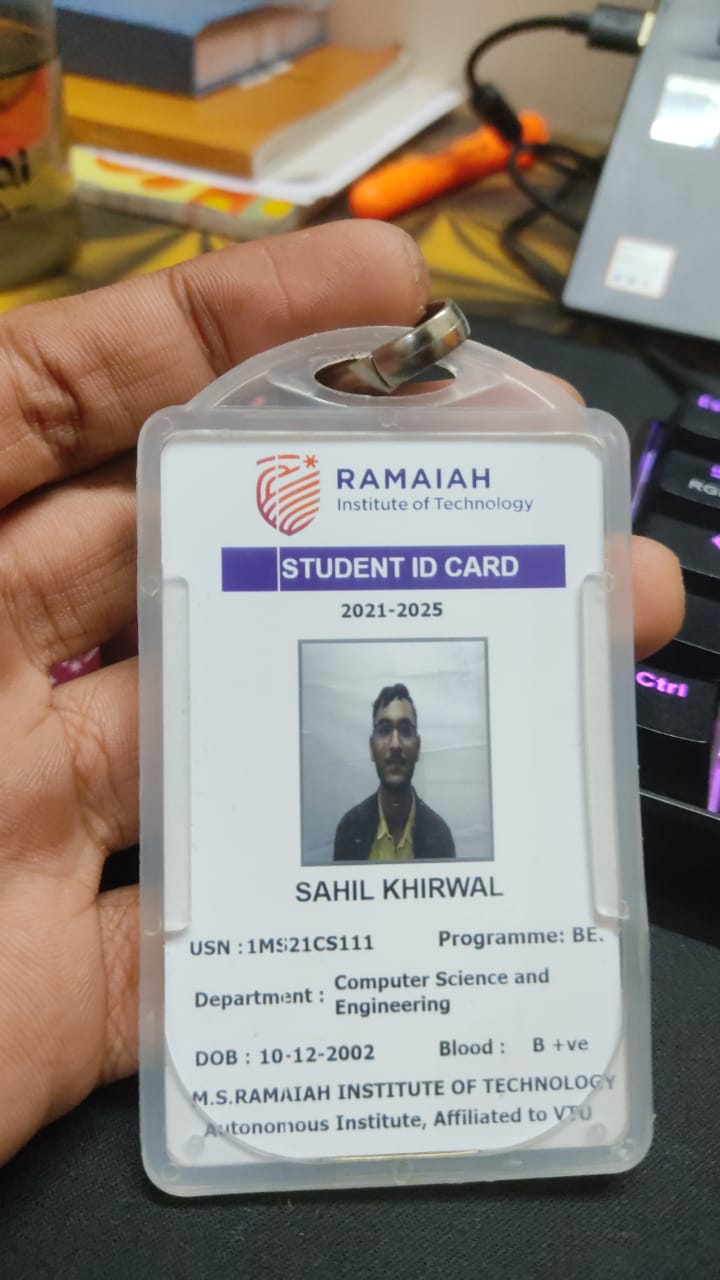 RAMAIAH
Institute of Technology
STUDENT ID CARD
2021-2025
SAHIL KHIRWAL
USN : 1MS21CS111 Programme: BE.
Department : Computer Science and
Engineering
DOB : 10-12-2002 Blood : B +ve
M.S.RAMAIAH INSTITUTE OF TECHNOLOGY
Autonomous Institute, Affiliated to VTU
Ctrl